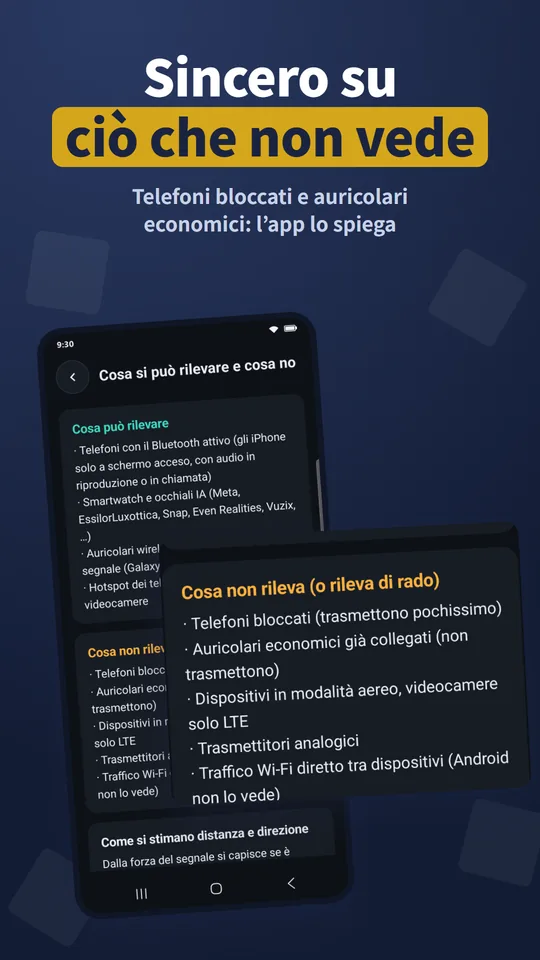 Sincero su
ciò che non vede
Telefoni bloccati e auricolari
economici: l'app lo spiega
9:30
Cosa si può rilevare e cosa no
Cosa può rilevare
· Telefoni con il Bluetooth attivo (gli iPhone
solo a schermo acceso, con audio in
riproduzione o in chiamata)
· Smartwatch e occhiali IA (Meta,
EssilorLuxottica, Snap, Even Realities, Vuzix,
…)
· Auricolari
segnale (Galaxy
· Hotspot dei
videocamere
Cosa non
· Telefoni
· Auricolari
trasmettono)
· Dispositivi in
solo LTE
· Trasmettitori
· Traffico Wi-Fi
non lo vede)
Cosa non rileva (o rileva di rado)
· Telefoni bloccati (trasmettono pochissimo)
· Auricolari economici già collegati (non
trasmettono)
· Dispositivi in modalità aereo, videocamere
solo LTE
· Trasmettitori analogici
· Traffico Wi-Fi diretto tra dispositivi (Android
non lo vede)
Come si stimano distanza e direzione
Dalla forza del segnale si capisce se è